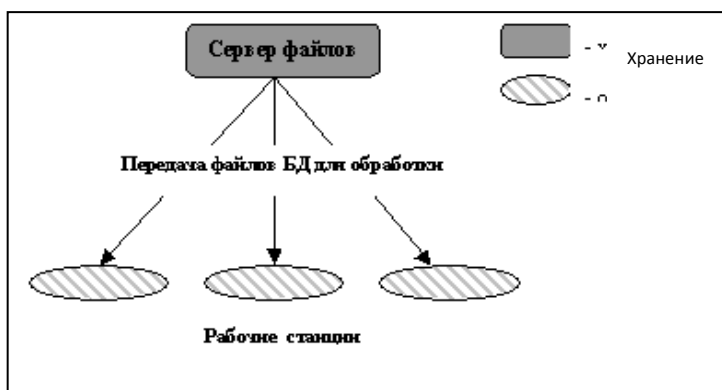 Сервер файлов
Хранение
Передача файлов БД для обработки
Рабочие станции